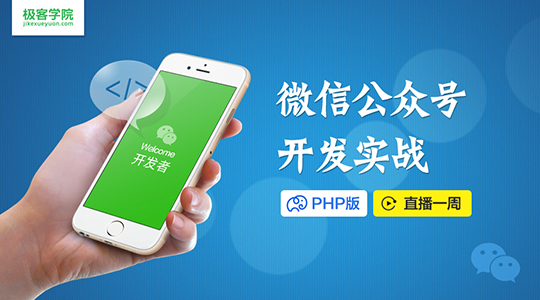 极客学院
jikexueyuan.com
</>
Welcome
开发者
微信公众号
开发实战
PHP版
直播一周